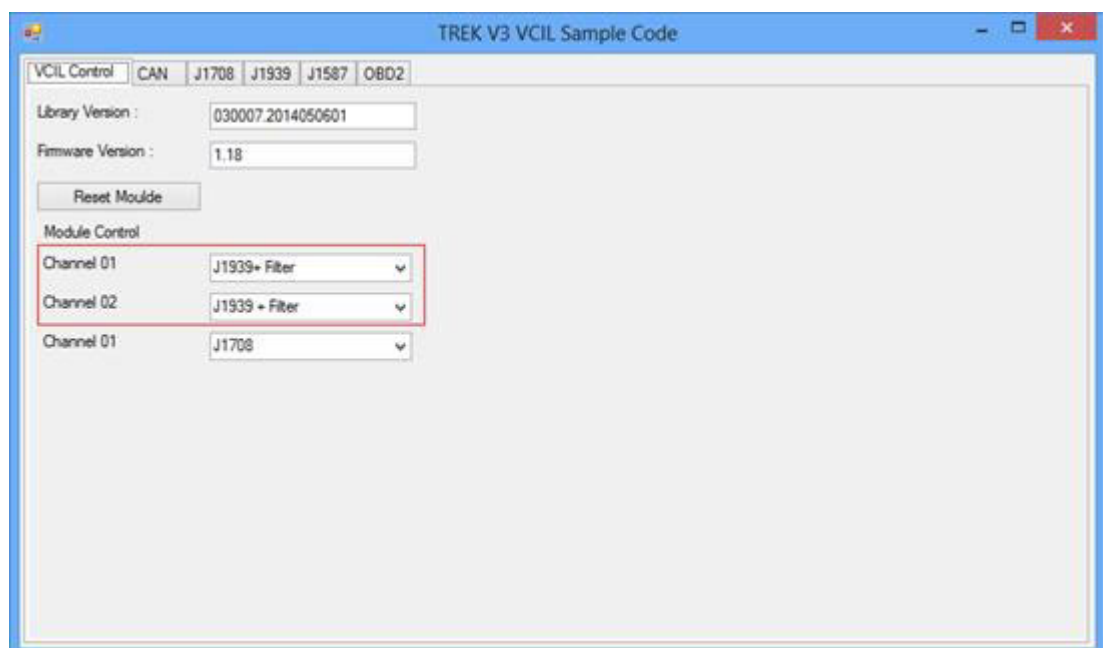 TREK V3 VCIL Sample Code
VCIL Control CAN J1708 J1939 J1587 OBD2
Library Version : 030007.2014050601
Firmware Version : 1.18
Reset Moulde
Module Control
Channel 01 J1939+ Filter
Channel 02 J1939 + Filter
Channel 01 J1708